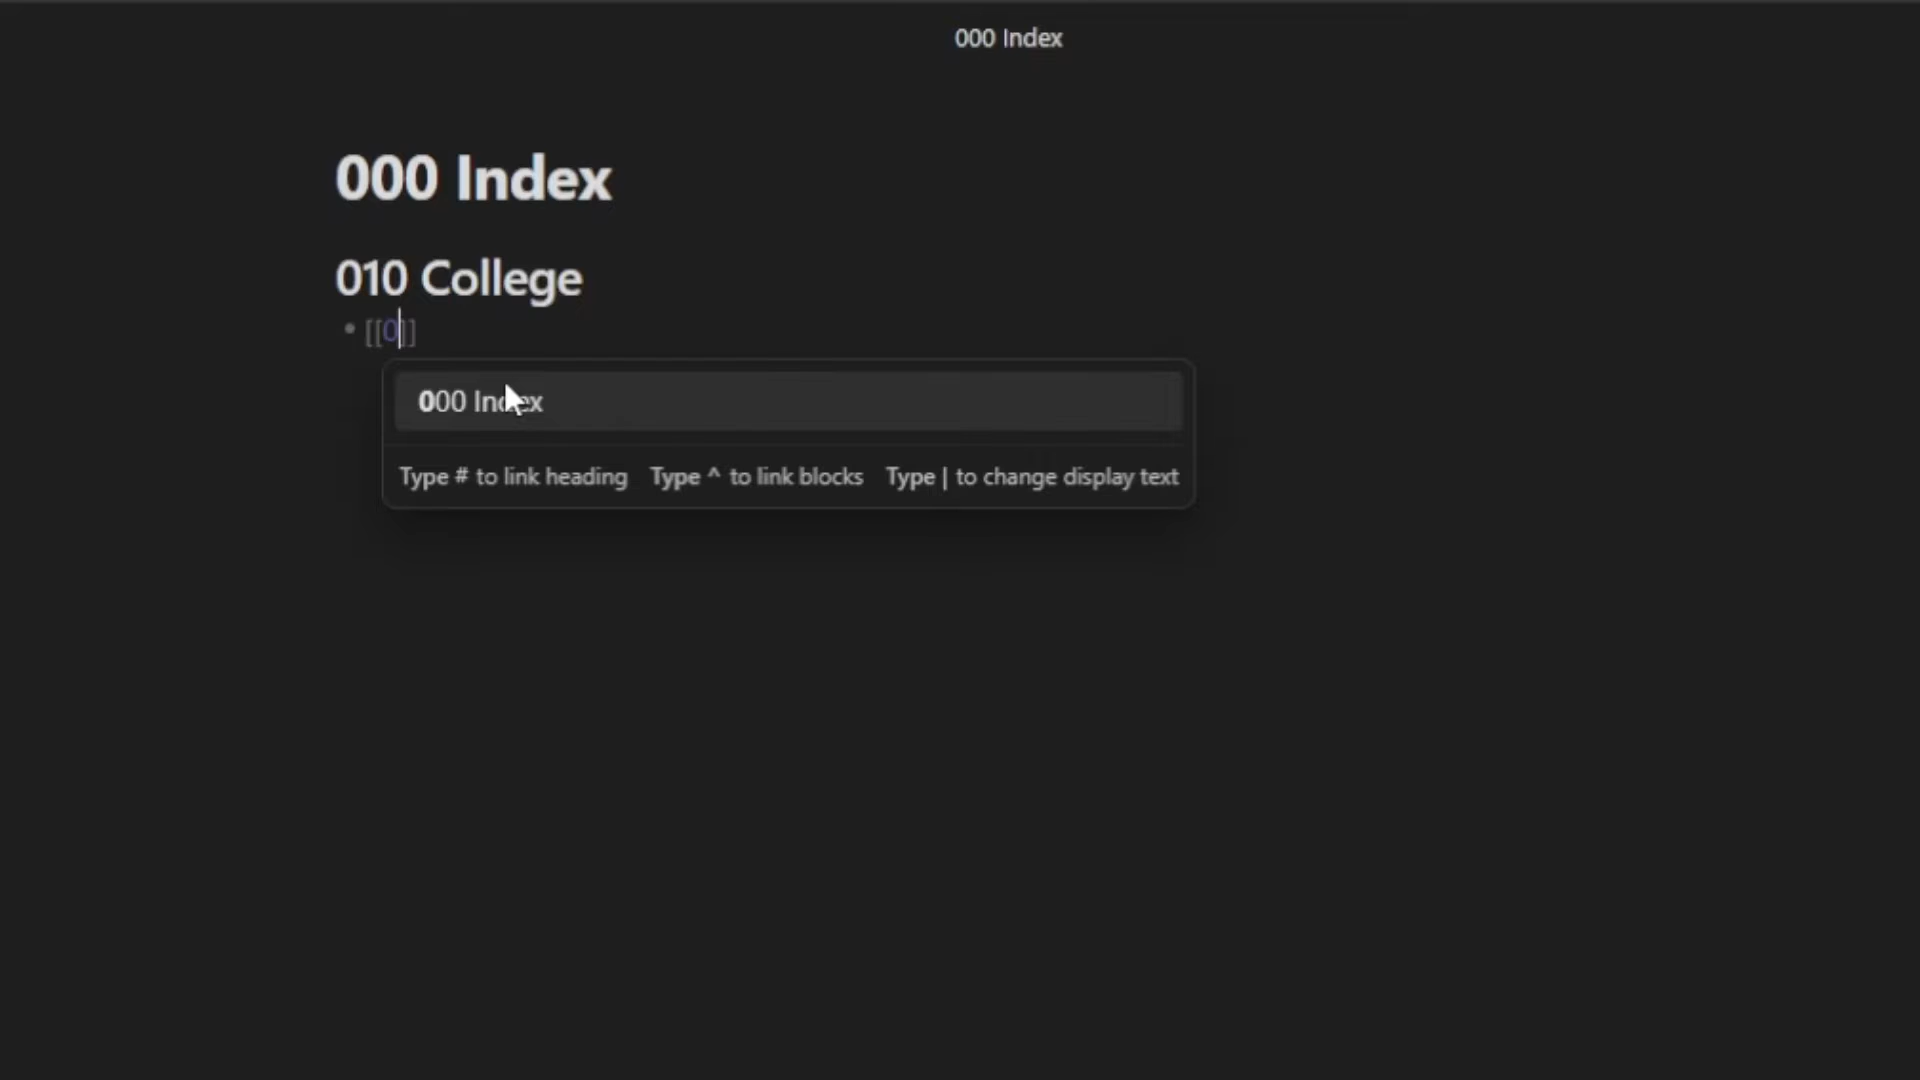 000 Index
000 Index
010 College
• [[0]]
000 Index
Type # to link heading Type ^ to link blocks Type | to change display text